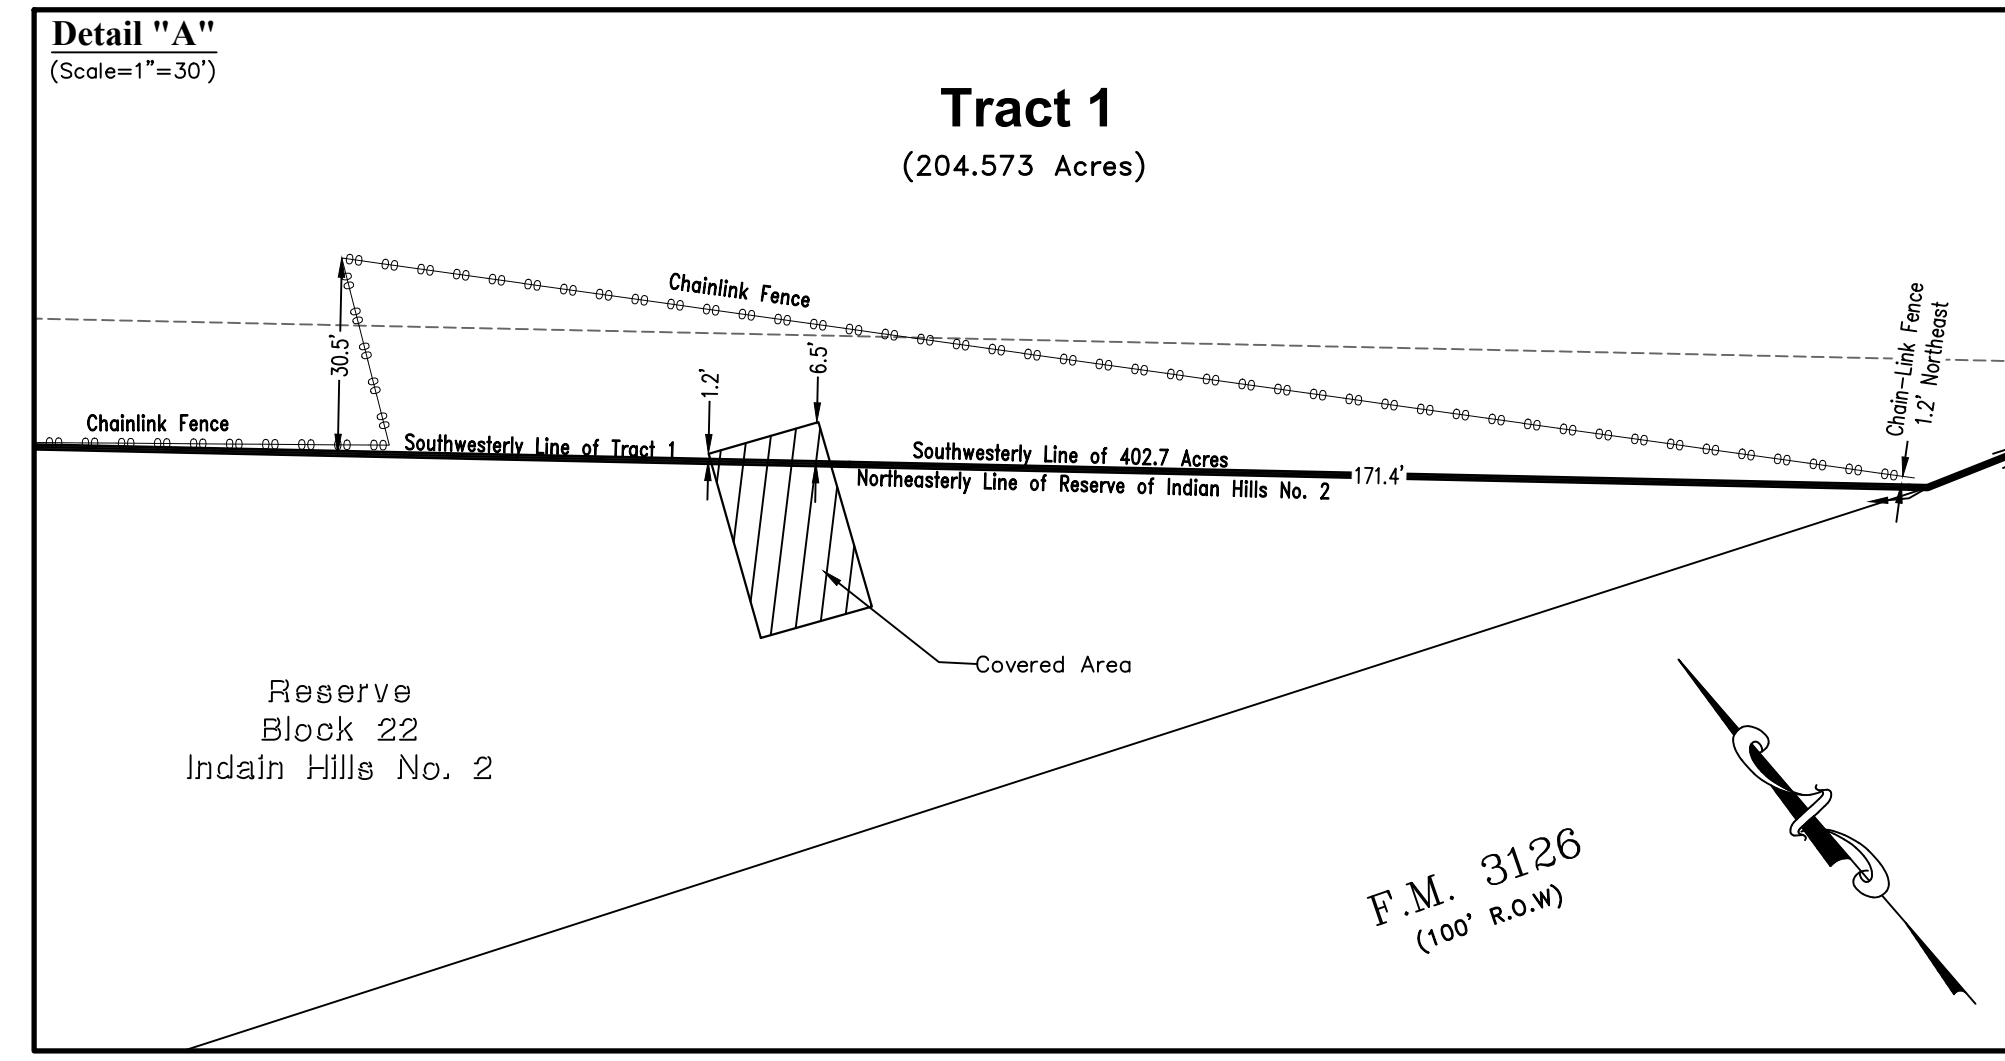 Detail "A"
(Scale=1"=30')
Tract 1
(204.573 Acres)
Chainlink Fence
30.5'
1.2'
6.5'
Chain-Link Fence
1.2' Northeast
Chainlink Fence
Southwesterly Line of Tract 1
Southwesterly Line of 402.7 Acres
171.4'
Northeasterly Line of Reserve of Indian Hills No. 2
Covered Area
Reserve
Block 22
Indain Hills No. 2
F.M. 3126
(100' R.O.W)